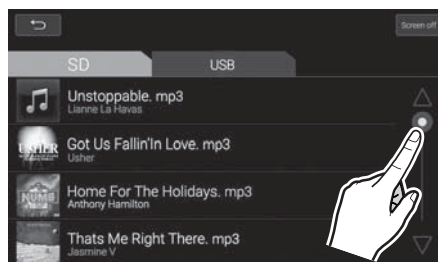 Screen off
SD
USB
Unstoppable. mp3
Lianne La Havas
USHER
Got Us Fallin'In Love. mp3
Usher
NUMB
Home For The Holidays. mp3
Anthony Hamilton
Thats Me Right There. mp3
Jasmine V